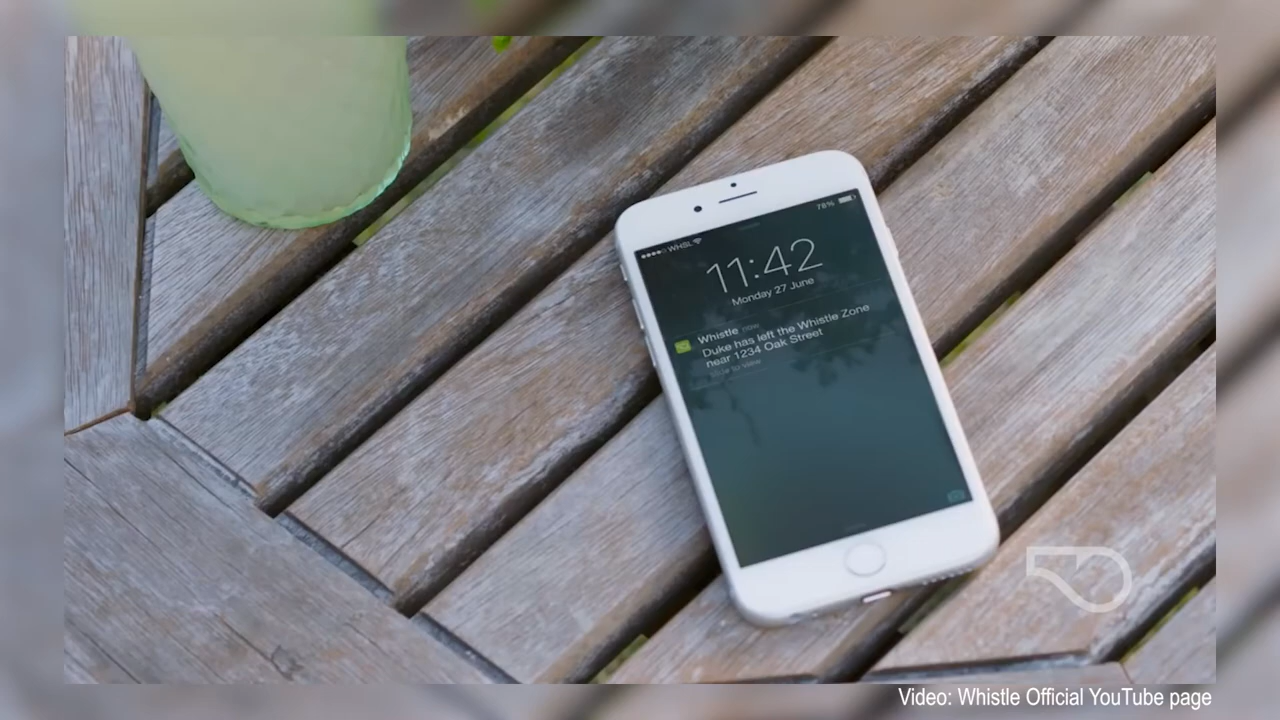 WHSL
78%
11:42
Monday 27 June
Whistle now
Duke has left the Whistle Zone
near 1234 Oak Street
Video: Whistle Official YouTube page